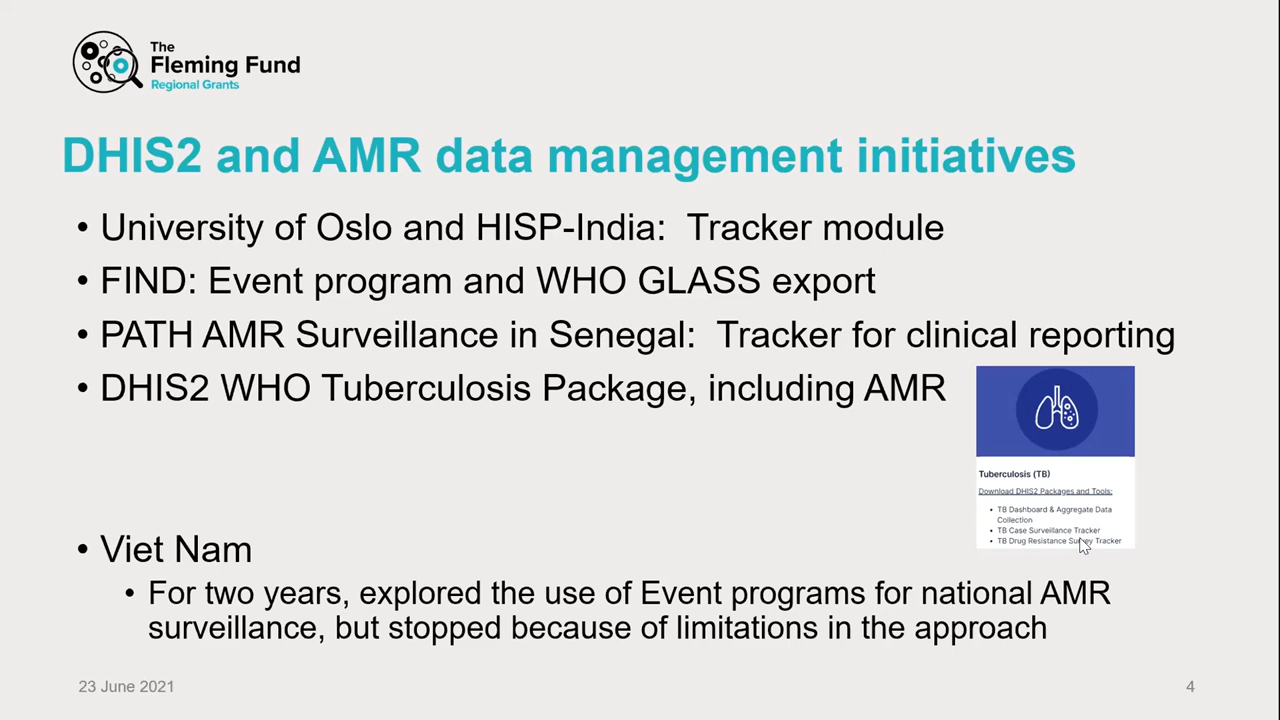 The
Fleming Fund
Regional Grants
DHIS2 and AMR data management initiatives
• University of Oslo and HISP-India: Tracker module
• FIND: Event program and WHO GLASS export
• PATH AMR Surveillance in Senegal: Tracker for clinical reporting
• DHIS2 WHO Tuberculosis Package, including AMR
Tuberculosis (TB)
Download DHIS2 Packages and Tools:
• TB Dashboard & Aggregate Data
Collection
• TB Case Surveillance Tracker
• TB Drug Resistance Survey Tracker
• Viet Nam
• For two years, explored the use of Event programs for national AMR
surveillance, but stopped because of limitations in the approach
23 June 2021
4